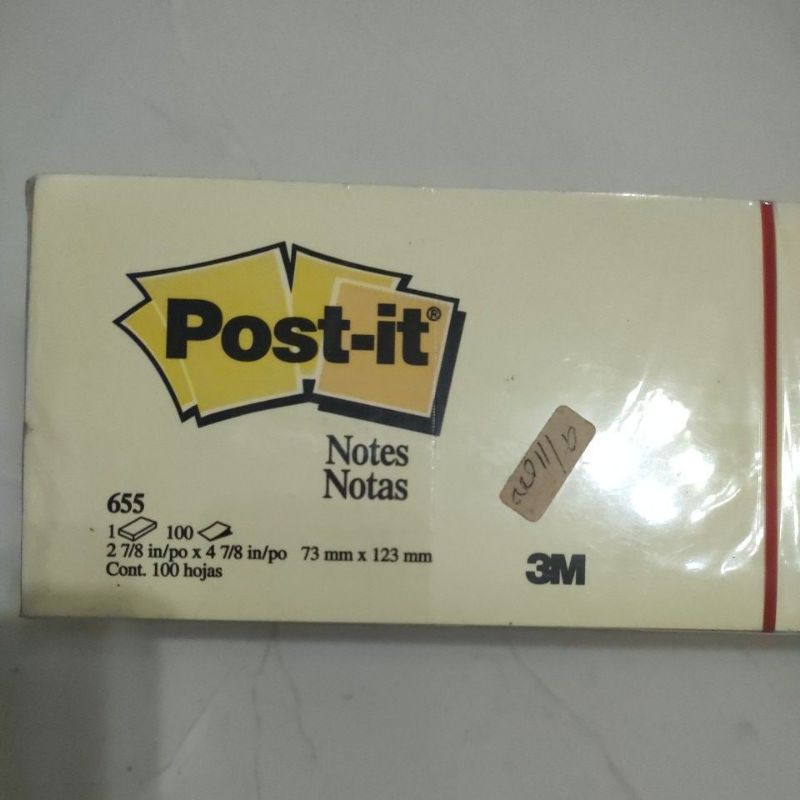 Post-it®
Notes
Notas
655
1 100
2 7/8 in/po x 4 7/8 in/po 73 mm x 123 mm
Cont. 100 hojas
3M